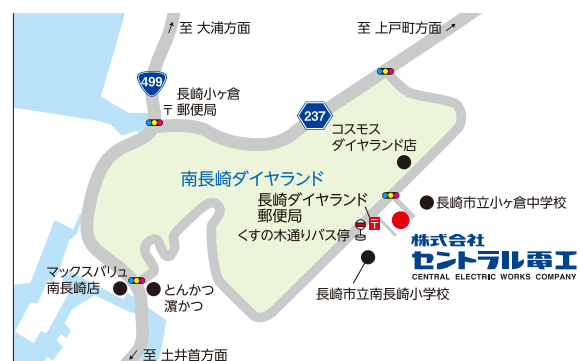 ↗ 至 大浦方面
至 上戸町方面 ↗
499
長崎小ヶ倉
〒 郵便局
237
コスモス
ダイヤランド店
南長崎ダイヤランド
長崎ダイヤランド
郵便局
〒
長崎市立小ヶ倉中学校
くすの木通りバス停
株式会社
セントラル電工
CENTRAL ELECTRIC WORKS COMPANY
マックスバリュ
南長崎店
とんかつ
濵かつ
長崎市立南長崎小学校
↙ 至 土井首方面